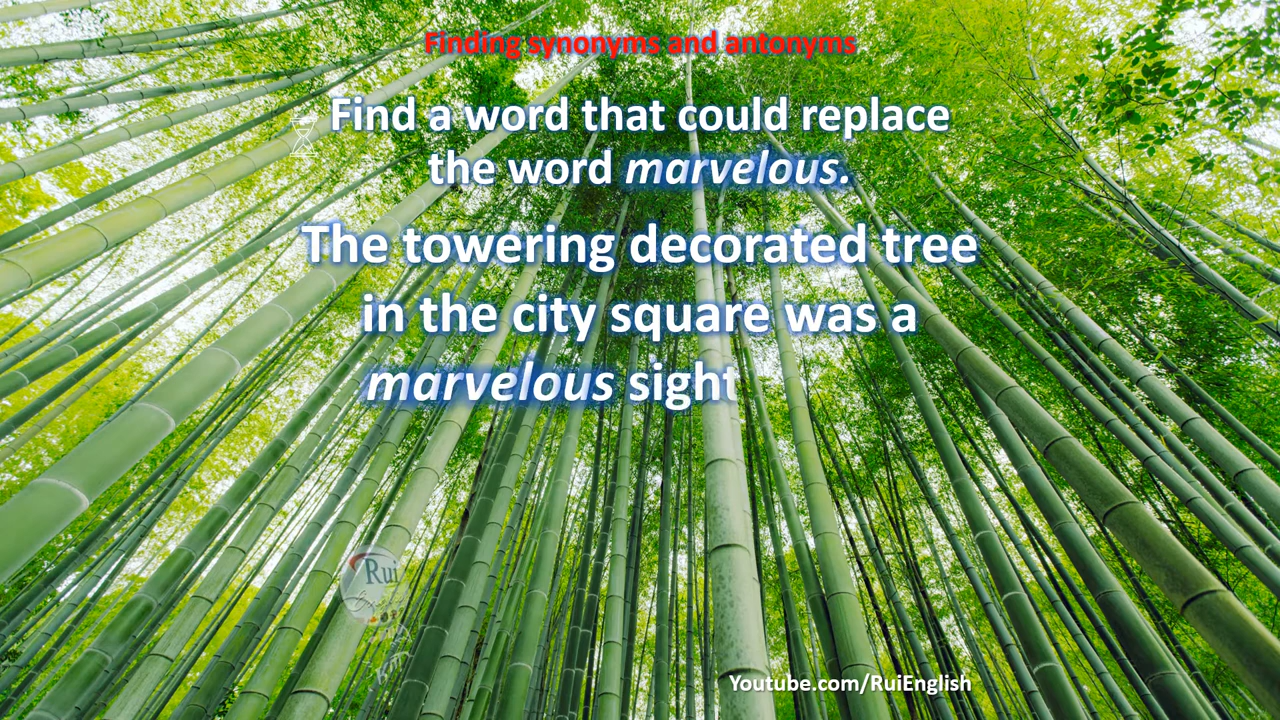 Finding synonyms and antonyms
Find a word that could replace
the word marvelous.
The towering decorated tree
in the city square was a
marvelous sight
Rui
Youtube.com/RuiEnglish